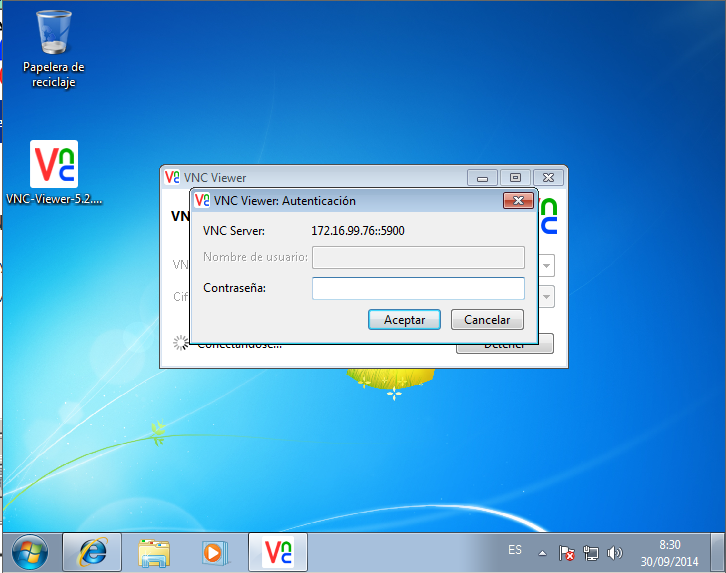 Papelera de
reciclaje
VNC-Viewer-5.2....
VNC Viewer
VNC Viewer: Autenticación
VNC Server:
172.16.99.76::5900
Nombre de usuario:
Contraseña:
Aceptar
Cancelar
Conectándose...
Detener
ES
8:30
30/09/2014